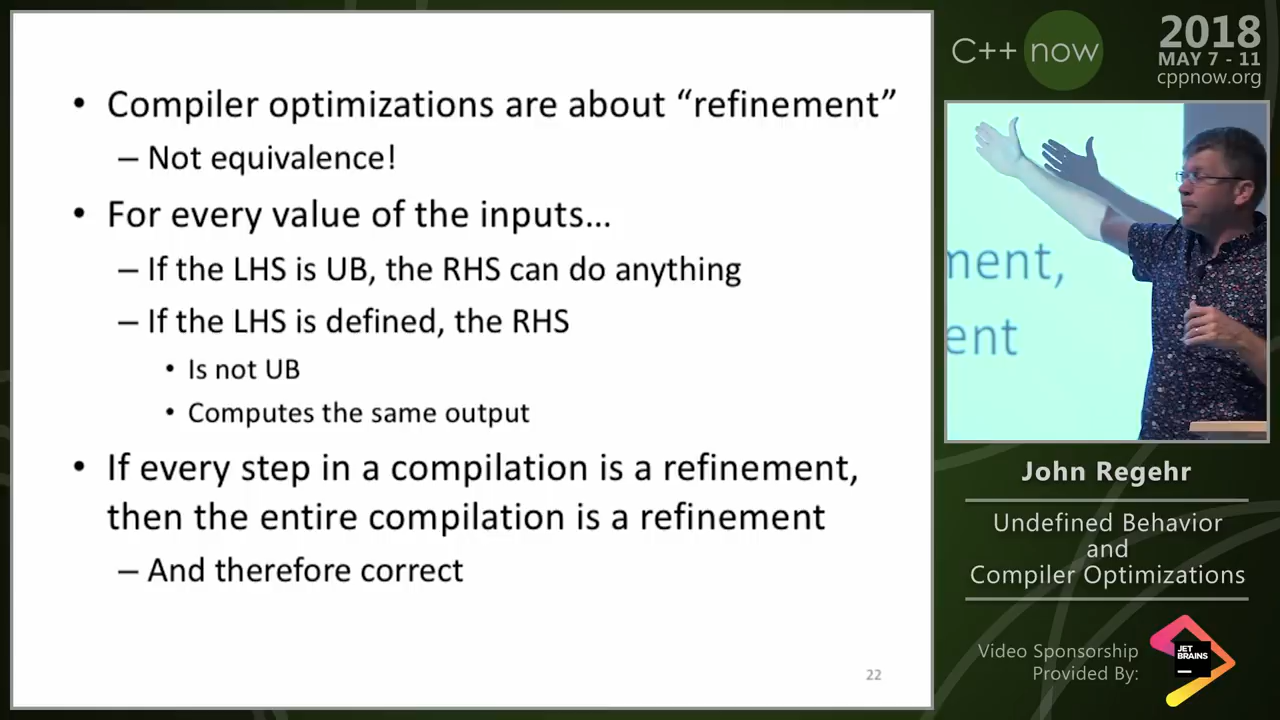 • Compiler optimizations are about “refinement”
– Not equivalence!
• For every value of the inputs…
– If the LHS is UB, the RHS can do anything
– If the LHS is defined, the RHS
• Is not UB
• Computes the same output
• If every step in a compilation is a refinement,
then the entire compilation is a refinement
– And therefore correct
22
C++ now
2018
MAY 7 - 11
cppnow.org
ment,
ent
John Regehr
Undefined Behavior
and
Compiler Optimizations
Video Sponsorship
Provided By:
JET
BRAINS